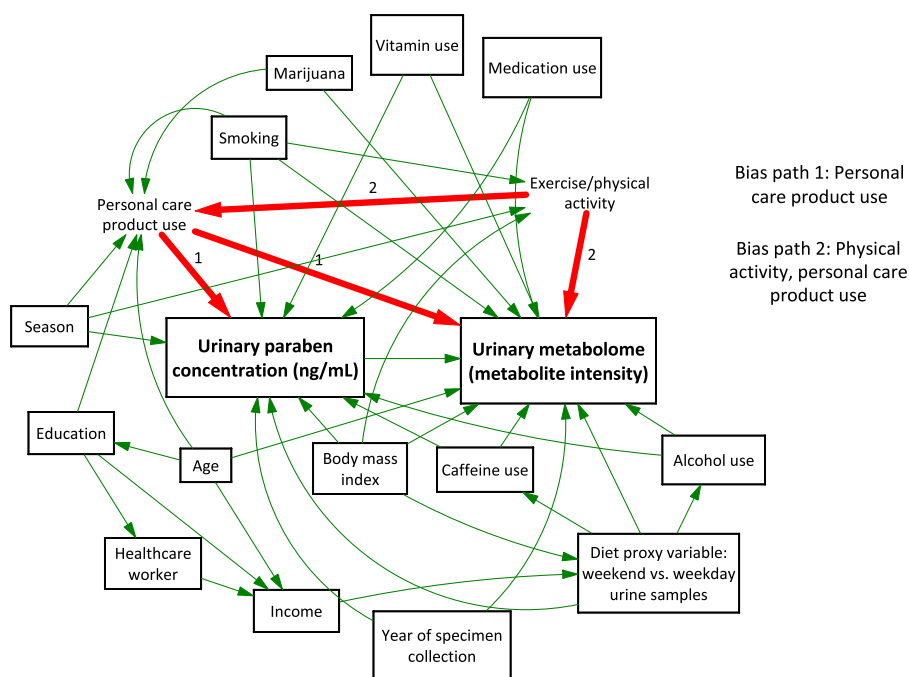 Vitamin use
Marijuana
Medication use
Smoking
2
Exercise/physical
activity
Bias path 1: Personal
care product use
Personal care
product use
1
1
2
Bias path 2: Physical
activity, personal care
product use
Season
Urinary paraben
concentration (ng/mL)
Urinary metabolome
(metabolite intensity)
Education
Age
Body mass
index
Caffeine use
Alcohol use
Healthcare
worker
Income
Diet proxy variable:
weekend vs. weekday
urine samples
Year of specimen
collection